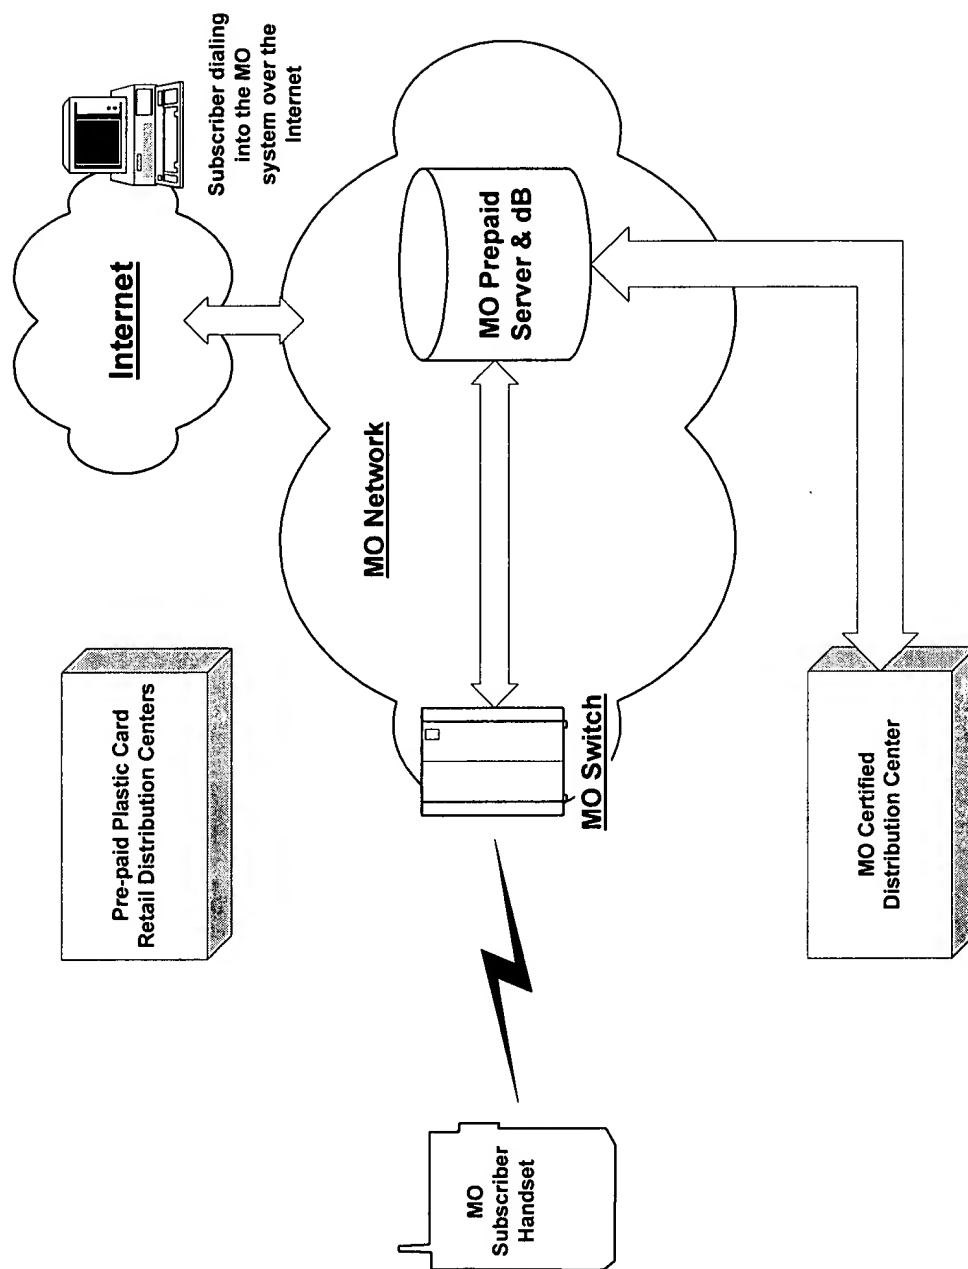 Pre-paid Plastic Card
Retail Distribution Centers
Internet
Subscriber dialing
into the MO
system over the
Internet
MO Network
MO Prepaid
Server & dB
MO Switch
MO
Subscriber
Handset
MO Certified
Distribution Center